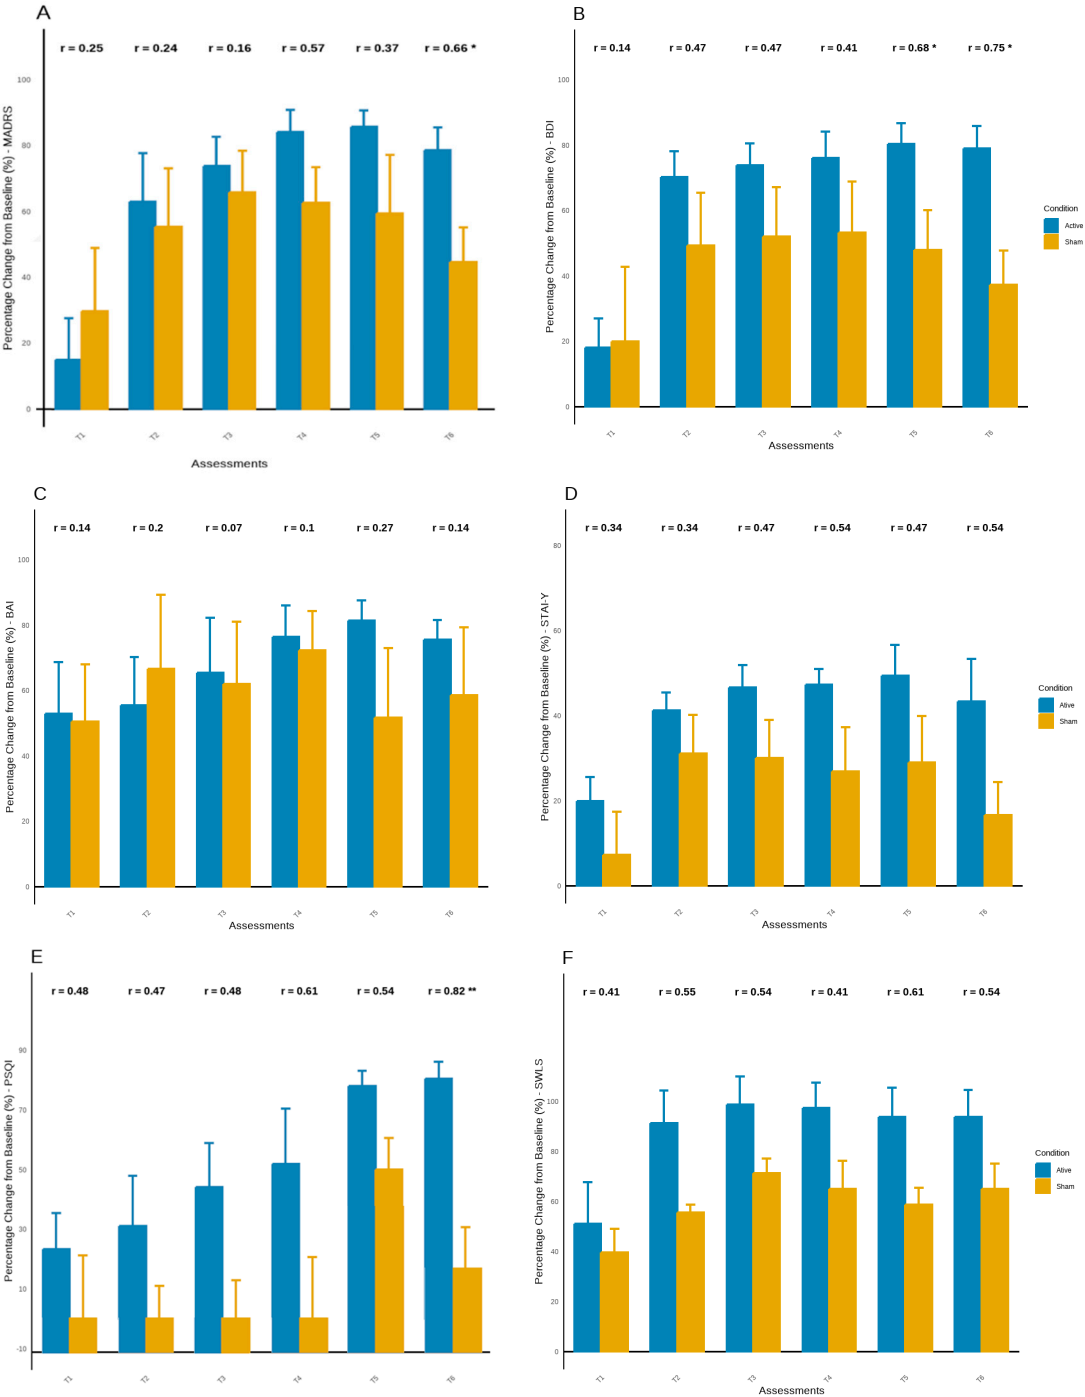 A
r = 0.25 r = 0.24 r = 0.16 r = 0.57 r = 0.37 r = 0.66 *
Percentage Change from Baseline (%) - MADRS
100
80
60
40
20
0
T1 T2 T3 T4 T5 T6
Assessments
B
r = 0.14 r = 0.47 r = 0.47 r = 0.41 r = 0.68 * r = 0.75 *
Percentage Change from Baseline (%) - BDI
100
80
60
40
20
0
T1 T2 T3 T4 T5 T6
Assessments
Condition
Active
Sham
C
r = 0.14 r = 0.2 r = 0.07 r = 0.1 r = 0.27 r = 0.14
Percentage Change from Baseline (%) - BAI
100
80
60
40
20
0
T1 T2 T3 T4 T5 T6
Assessments
D
r = 0.34 r = 0.34 r = 0.47 r = 0.54 r = 0.47 r = 0.54
Percentage Change from Baseline (%) - STAI-Y
80
60
40
20
0
T1 T2 T3 T4 T5 T6
Assessments
Condition
Ative
Sham
E
r = 0.48 r = 0.47 r = 0.48 r = 0.61 r = 0.54 r = 0.82 **
Percentage Change from Baseline (%) - PSQI
90
70
50
30
10
-10
T1 T2 T3 T4 T5 T6
F
r = 0.41 r = 0.55 r = 0.54 r = 0.41 r = 0.61 r = 0.54
Percentage Change from Baseline (%) - SWLS
100
80
60
40
20
0
T1 T2 T3 T4 T5 T6
Assessments
Condition
Ative
Sham